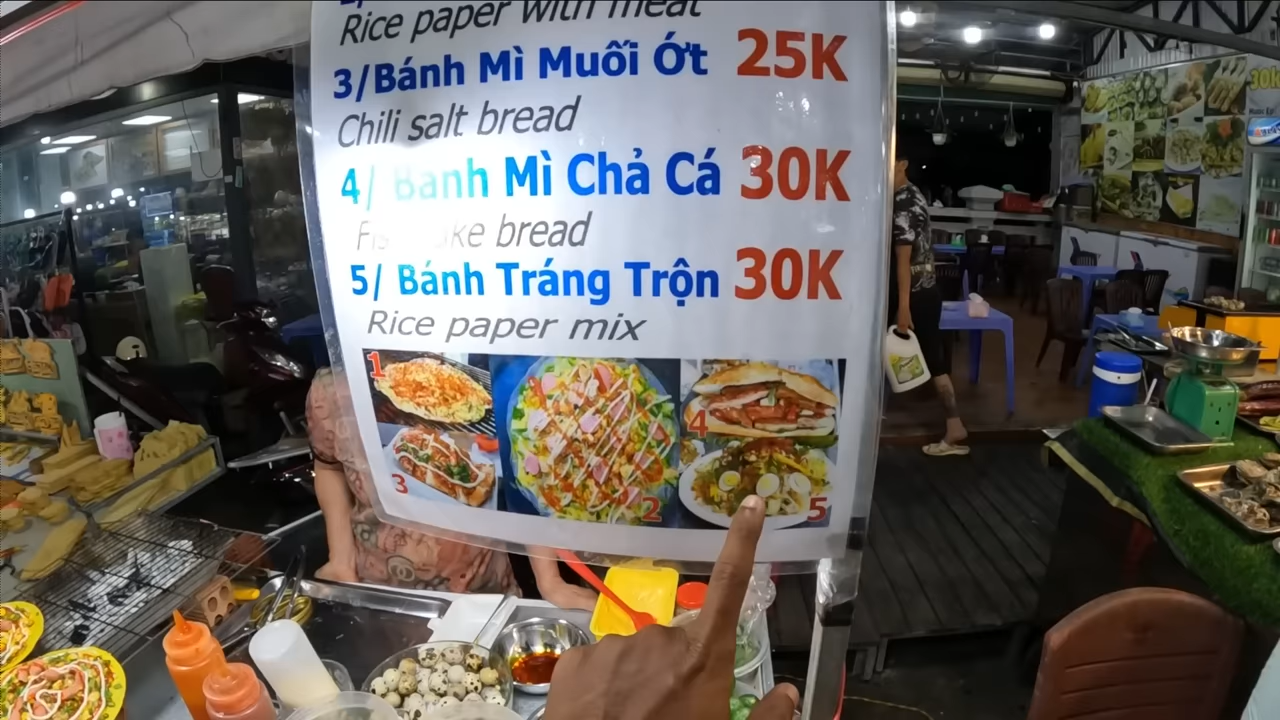 Rice paper with meat
3/Bánh Mì Muối Ớt 25K
Chili salt bread
4/ Bánh Mì Chả Cá 30K
bread
5/ Bánh Tráng Trộn 30K
Rice paper mix
1
4
3
2
5